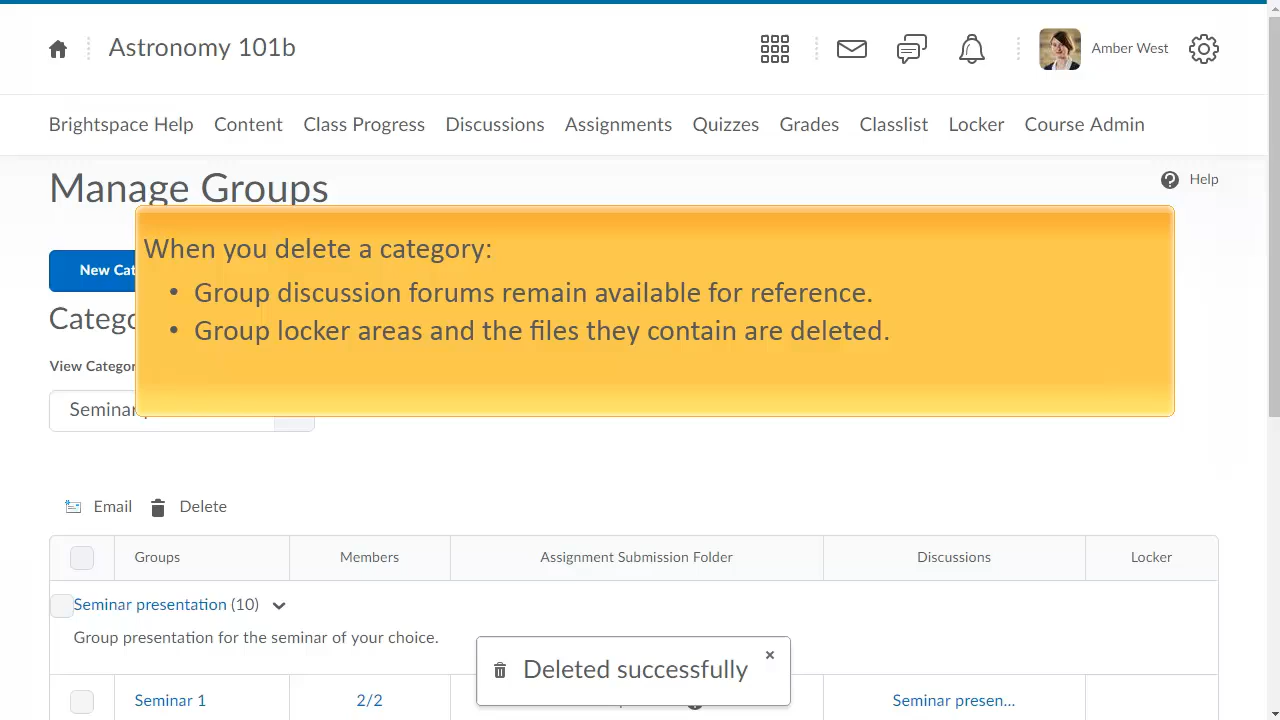 Astronomy 101b
Amber West
Brightspace Help Content Class Progress Discussions Assignments Quizzes Grades Classlist Locker Course Admin
Manage Groups
Help
When you delete a category:
• Group discussion forums remain available for reference.
• Group locker areas and the files they contain are deleted.
New Cat
Catego
View Categor
Seminar
Email Delete
Groups Members Assignment Submission Folder Discussions Locker
Seminar presentation (10)
Group presentation for the seminar of your choice.
Deleted successfully
Seminar 1 2/2 Seminar presen...